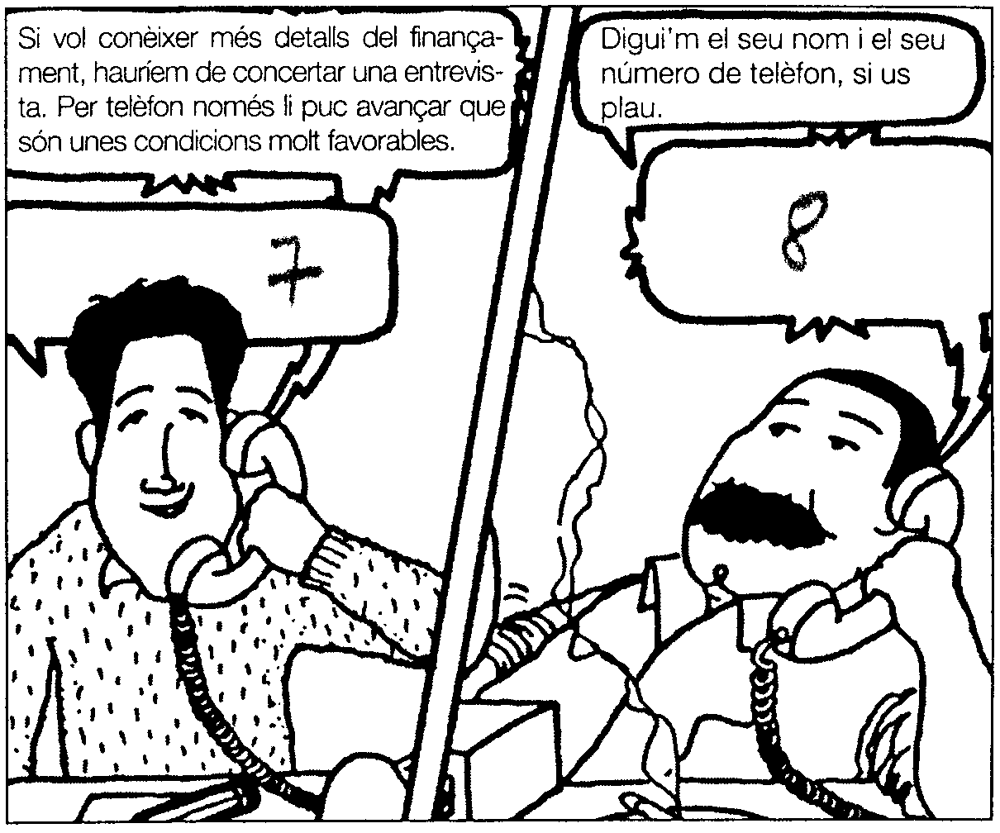 Si vol conèixer més detalls del finança-
ment, hauríem de concertar una entrevis-
ta. Per telèfon només li puc avançar que
són unes condicions molt favorables.
7
Digui'm el seu nom i el seu
número de telèfon, si us
plau.
8